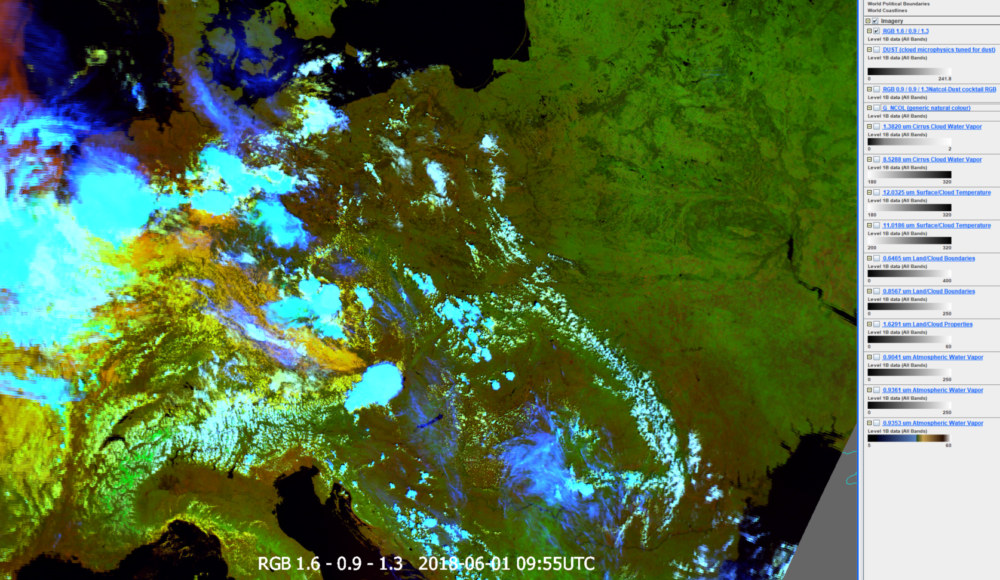 World Political Boundaries
World Coastlines
Imagery
RGB 1.6 / 0.9 / 1.3
Level 1B data (All Bands)
DUST (cloud microphysics tuned for dust)
Level 1B data (All Bands)
0 241.8
RGB 0.9 / 0.9 / 1.3Natcol-Dust cocktail RGB
Level 1B data (All Bands)
G_NCOL (generic natural colour)
Level 1B data (All Bands)
1.3820 um Cirrus Cloud Water Vapor
Level 1B data (All Bands)
0 2
8.5288 um Cirrus Cloud Water Vapor
Level 1B data (All Bands)
180 320
12.0325 um Surface/Cloud Temperature
Level 1B data (All Bands)
180 320
11.0186 um Surface/Cloud Temperature
Level 1B data (All Bands)
200 320
0.6465 um Land/Cloud Boundaries
Level 1B data (All Bands)
0 400
0.8567 um Land/Cloud Boundaries
Level 1B data (All Bands)
0 250
1.6291 um Land/Cloud Properties
Level 1B data (All Bands)
0 60
0.9041 um Atmospheric Water Vapor
Level 1B data (All Bands)
0 250
0.9361 um Atmospheric Water Vapor
Level 1B data (All Bands)
0 250
0.9353 um Atmospheric Water Vapor
Level 1B data (All Bands)
5 60
RGB 1.6 - 0.9 - 1.3 2018-06-01 09:55UTC